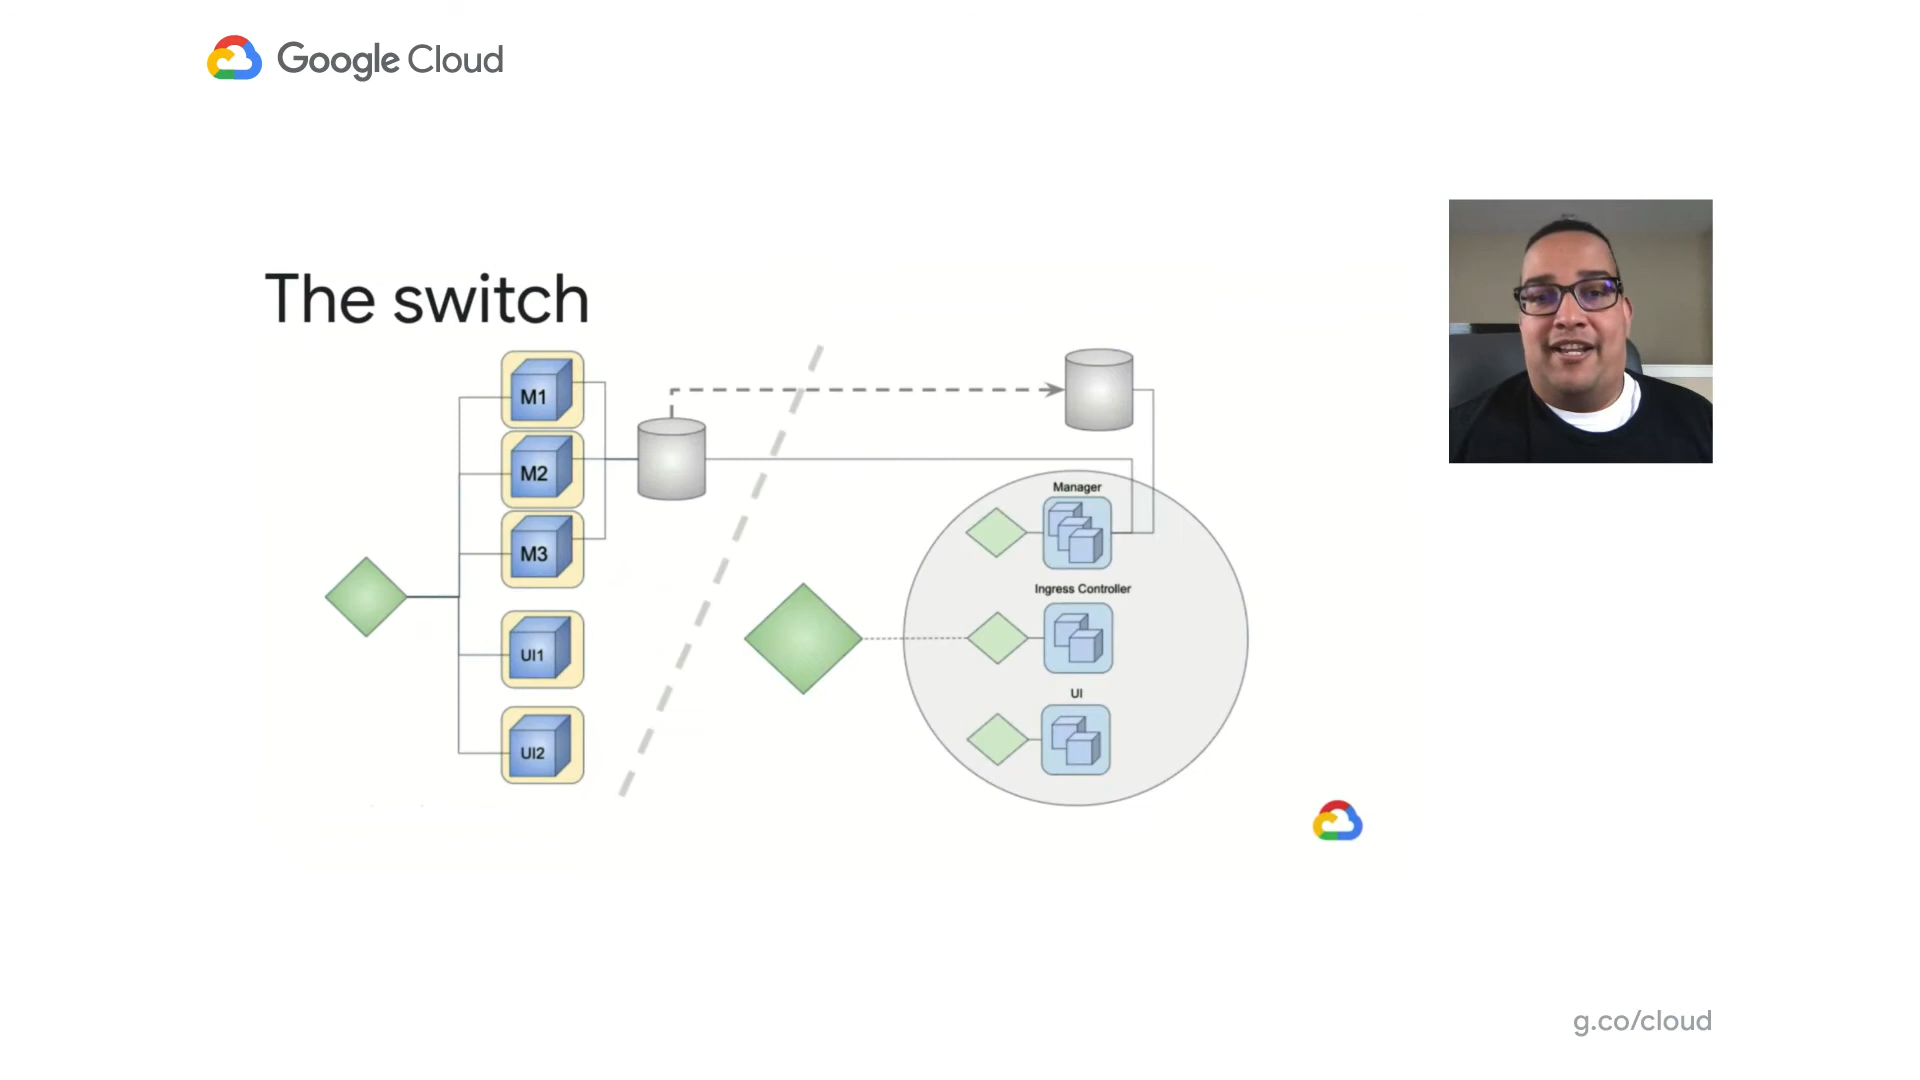 Google Cloud
The switch
M1
M2
M3
UI1
UI2
Manager
Ingress Controller
UI
g.co/cloud